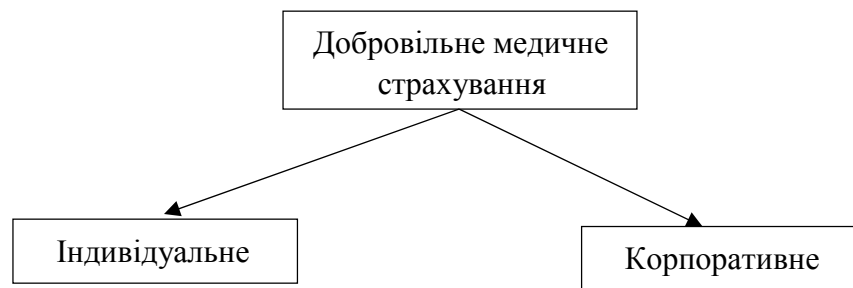 Добровільне медичне
страхування
Індивідуальне
Корпоративне